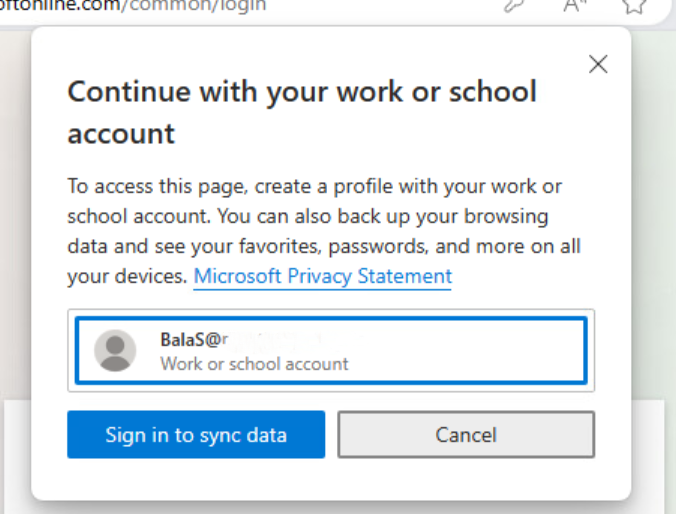 oftonline.com/common/login
Continue with your work or school
account
To access this page, create a profile with your work or
school account. You can also back up your browsing
data and see your favorites, passwords, and more on all
your devices. Microsoft Privacy Statement
BalaS@r
Work or school account
Sign in to sync data
Cancel